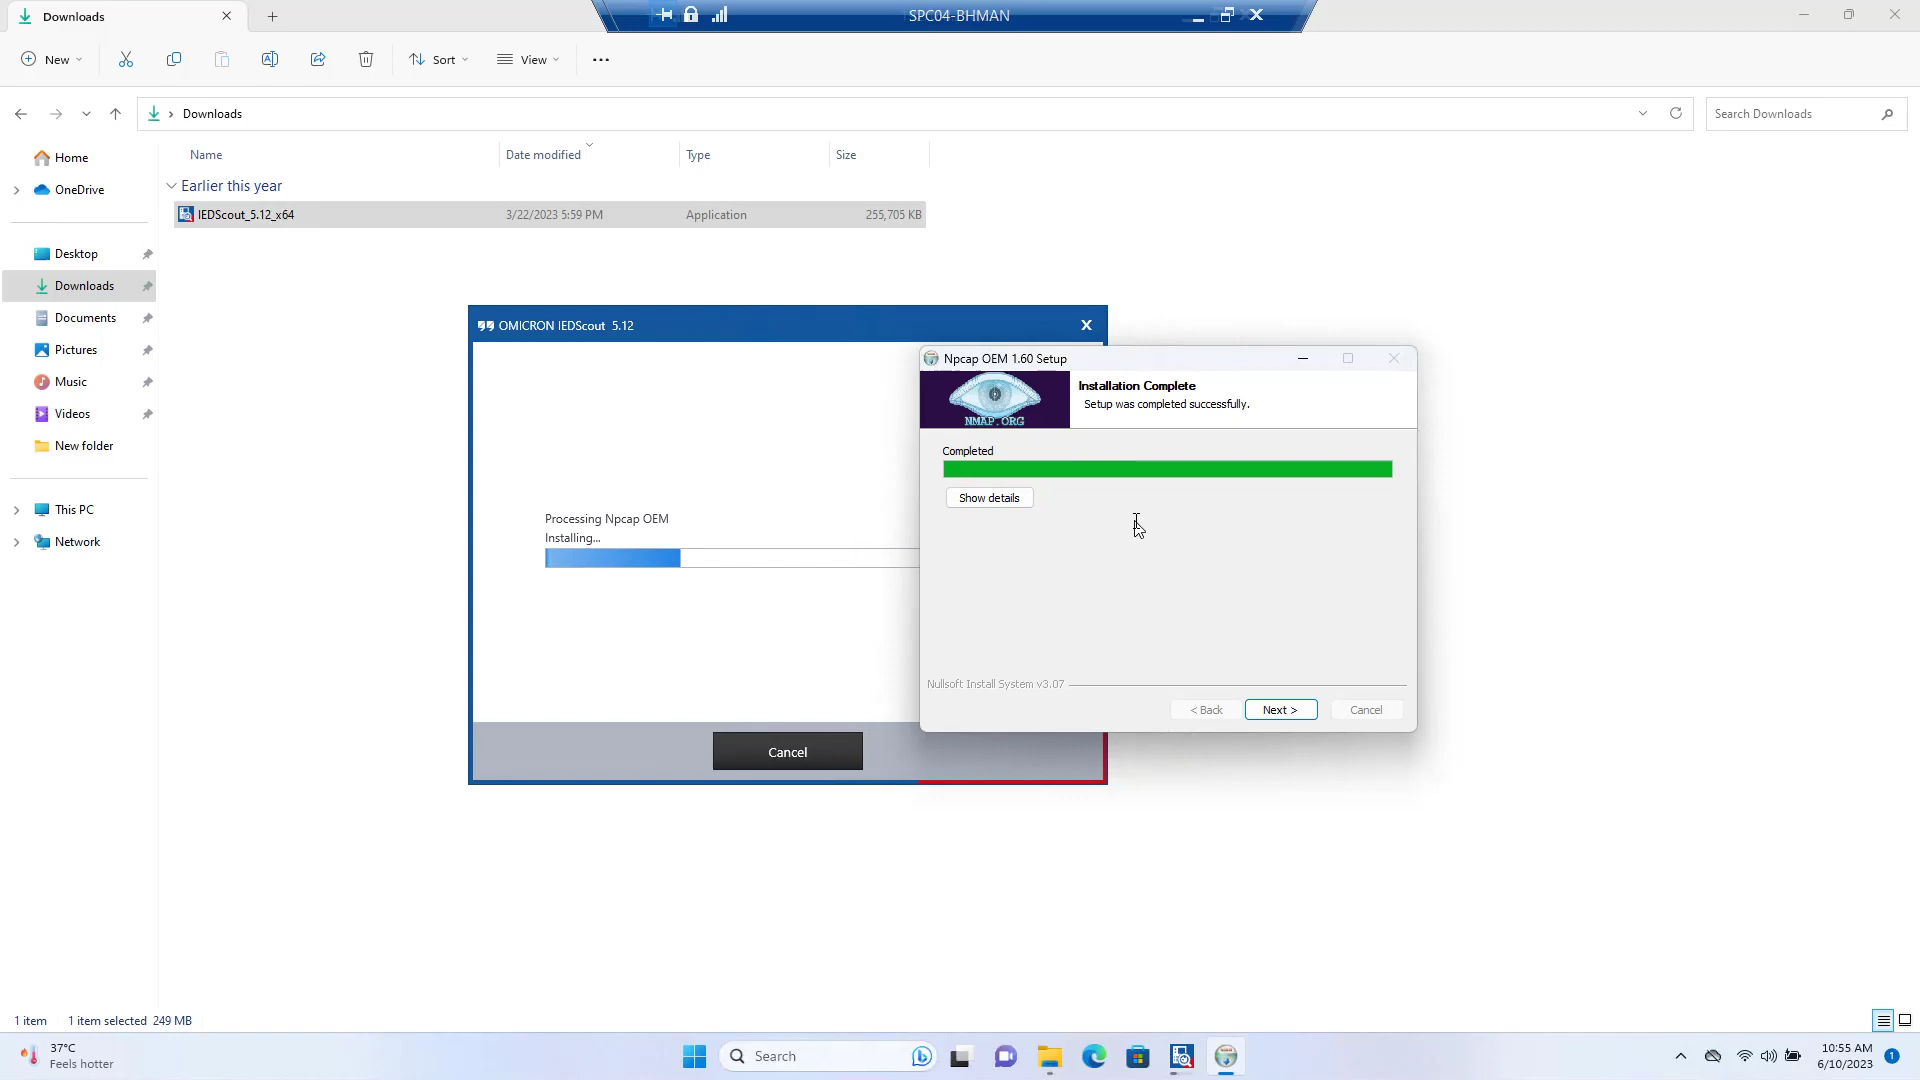 Downloads
SPC04-BHMAN
New
Sort
View
Downloads
Search Downloads
Home
OneDrive
Desktop
Downloads
Documents
Pictures
Music
Videos
New folder
This PC
Network
Name
Date modified
Type
Size
Earlier this year
IEDScout_5.12_x64
3/22/2023 5:59 PM
Application
255,705 KB
OMICRON IEDScout 5.12
Processing Npcap OEM
Installing...
Cancel
Npcap OEM 1.60 Setup
NMAP.ORG
Installation Complete
Setup was completed successfully.
Completed
Show details
Nullsoft Install System v3.07
< Back
Next >
Cancel
1 item
1 item selected 249 MB
37°C
Feels hotter
Search
10:55 AM
6/10/2023
1